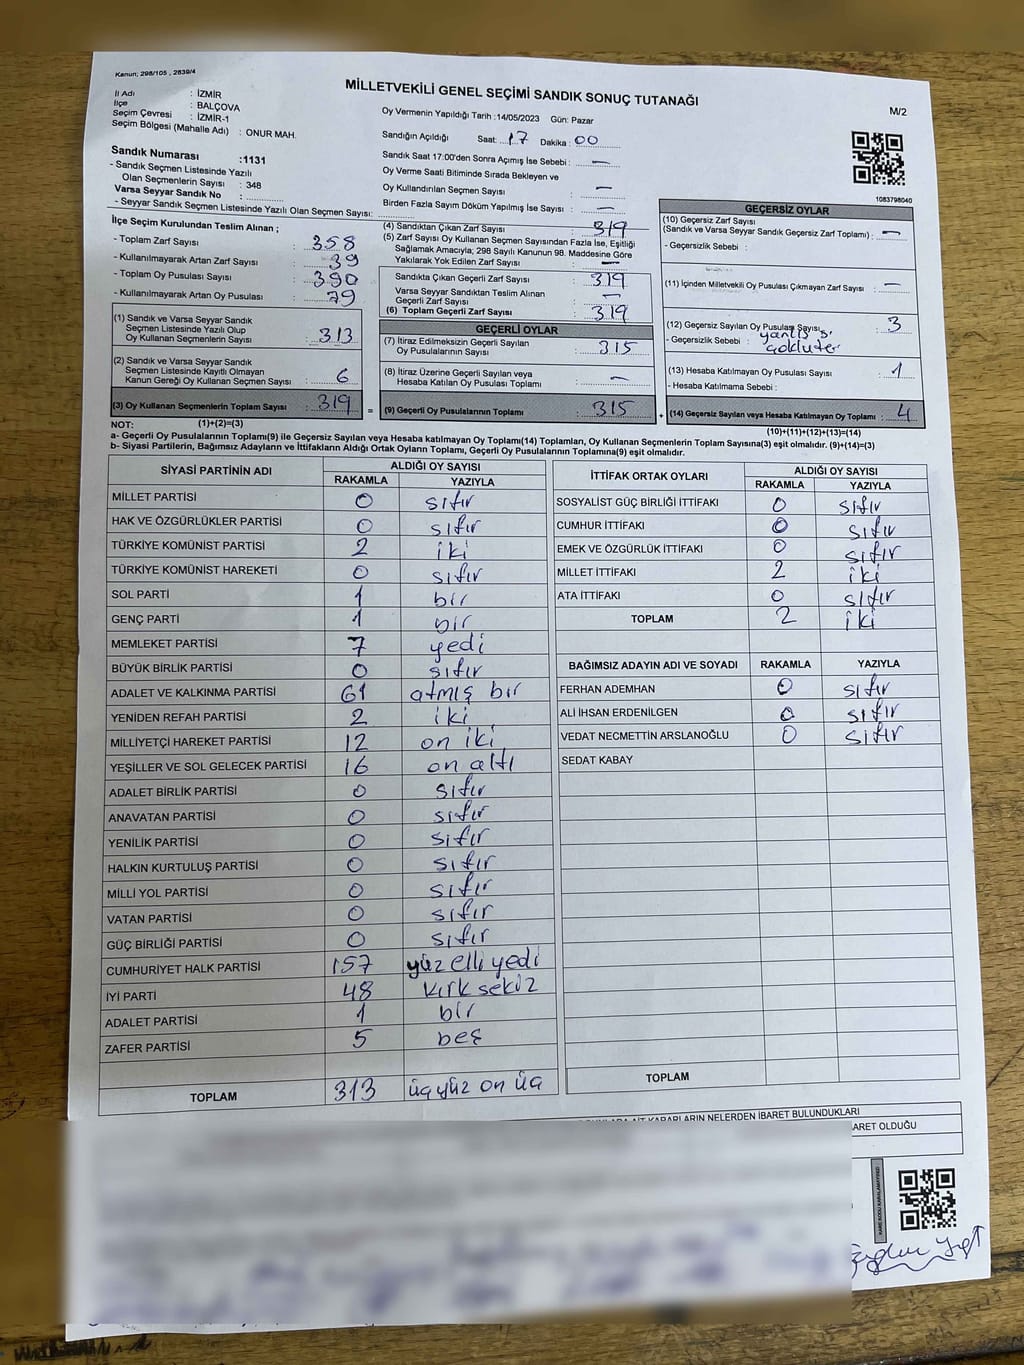 Kanun; 298/105 , 2839/4
MİLLETVEKİLİ GENEL SEÇİMİ SANDIK SONUÇ TUTANAĞI
M/2
İl Adı : İZMİR
İlçe : BALÇOVA
Seçim Çevresi : İZMİR-1
Seçim Bölgesi (Mahalle Adı) : ONUR MAH.
Oy Vermenin Yapıldığı Tarih :14/05/2023 Gün: Pazar
Sandığın Açıldığı Saat: 17 Dakika : 00
Sandık Saat 17:00'den Sonra Açımış İse Sebebi : —
Oy Verme Saati Bitiminde Sırada Bekleyen ve
Oy Kullandırılan Seçmen Sayısı : —
Birden Fazla Sayım Döküm Yapılmış İse Sayısı : —
Sandık Numarası :1131
- Sandık Seçmen Listesinde Yazılı
Olan Seçmenlerin Sayısı : 348
Varsa Seyyar Sandık No :
- Seyyar Sandık Seçmen Listesinde Yazılı Olan Seçmen Sayısı:
1083798040
İlçe Seçim Kurulundan Teslim Alınan ;
- Toplam Zarf Sayısı : 358
- Kullanılmayarak Artan Zarf Sayısı : 39
- Toplam Oy Pusulası Sayısı : 390
- Kullanılmayarak Artan Oy Pusulası : 79
(1) Sandık ve Varsa Seyyar Sandık
Seçmen Listesinde Yazılı Olup
Oy Kullanan Seçmenlerin Sayısı : 313
(2) Sandık ve Varsa Seyyar Sandık
Seçmen Listesinde Kayıtlı Olmayan
Kanun Gereği Oy Kullanan Seçmen Sayısı : 6
(3) Oy Kullanan Seçmenlerin Toplam Sayısı : 319
(1)+(2)=(3)
(4) Sandıktan Çıkan Zarf Sayısı : 319
(5) Zarf Sayısı Oy Kullanan Seçmen Sayısından Fazla İse, Eşitliği
Sağlamak Amacıyla; 298 Sayılı Kanunun 98. Maddesine Göre
Yakılarak Yok Edilen Zarf Sayısı : —
Sandıkta Çıkan Geçerli Zarf Sayısı : 319
Varsa Seyyar Sandıktan Teslim Alınan
Geçerli Zarf Sayısı : —
(6) Toplam Geçerli Zarf Sayısı : 319
GEÇERLİ OYLAR
(7) İtiraz Edilmeksizin Geçerli Sayılan
Oy Pusulalarının Sayısı : 315
(8) İtiraz Üzerine Geçerli Sayılan veya
Hesaba Katılan Oy Pusulası Toplamı : —
= (9) Geçerli Oy Pusulalarının Toplamı : 315
GEÇERSİZ OYLAR
(10) Geçersiz Zarf Sayısı
(Sandık ve Varsa Seyyar Sandık Geçersiz Zarf Toplamı) : —
- Geçersizlik Sebebi :
(11) İçinden Milletvekili Oy Pusulası Çıkmayan Zarf Sayısı : —
(12) Geçersiz Sayılan Oy Pusulası Sayısı : 3
- Geçersizlik Sebebi :
(13) Hesaba Katılmayan Oy Pusulası Sayısı : 1
- Hesaba Katılmama Sebebi :
+ (14) Geçersiz Sayılan veya Hesaba Katılmayan Oy Toplamı : 4
(10)+(11)+(12)+(13)=(14)
NOT:
a- Geçerli Oy Pusulalarının Toplamı(9) ile Geçersiz Sayılan veya Hesaba katılmayan Oy Toplamı(14) Toplamları, Oy Kullanan Seçmenlerin Toplam Sayısına(3) eşit olmalıdır. (9)+(14)=(3)
b- Siyasi Partilerin, Bağımsız Adayların ve İttifakların Aldığı Ortak Oyların Toplamı, Geçerli Oy Pusulalarının Toplamına(9) eşit olmalıdır.
SİYASİ PARTİNİN ADI ALDIĞI OY SAYISI
RAKAMLA YAZIYLA
MİLLET PARTİSİ 0 sıfır
HAK VE ÖZGÜRLÜKLER PARTİSİ 0 sıfır
TÜRKİYE KOMÜNİST PARTİSİ 2 iki
TÜRKİYE KOMÜNİST HAREKETİ 0 sıfır
SOL PARTİ 1 bir
GENÇ PARTİ 1 bir
MEMLEKET PARTİSİ 7 yedi
BÜYÜK BİRLİK PARTİSİ 0 sıfır
ADALET VE KALKINMA PARTİSİ 61 atmış bir
YENİDEN REFAH PARTİSİ 2 iki
MİLLİYETÇİ HAREKET PARTİSİ 12 on iki
YEŞİLLER VE SOL GELECEK PARTİSİ 16 on altı
ADALET BİRLİK PARTİSİ 0 sıfır
ANAVATAN PARTİSİ 0 sıfır
YENİLİK PARTİSİ 0 sıfır
HALKIN KURTULUŞ PARTİSİ 0 sıfır
MİLLİ YOL PARTİSİ 0 sıfır
VATAN PARTİSİ 0 sıfır
GÜÇ BİRLİĞİ PARTİSİ 0 sıfır
CUMHURİYET HALK PARTİSİ 157 yüz elli yedi
İYİ PARTİ 48 kırk sekiz
ADALET PARTİSİ 1 bir
ZAFER PARTİSİ 5 beş
TOPLAM 313 üçyüz on üç
İTTİFAK ORTAK OYLARI ALDIĞI OY SAYISI
RAKAMLA YAZIYLA
SOSYALİST GÜÇ BİRLİĞİ İTTİFAKI 0 sıfır
CUMHUR İTTİFAKI 0 sıfır
EMEK VE ÖZGÜRLÜK İTTİFAKI 0 sıfır
MİLLET İTTİFAKI 2 iki
ATA İTTİFAKI 0 sıfır
TOPLAM 2 iki
BAĞIMSIZ ADAYIN ADI VE SOYADI RAKAMLA YAZIYLA
FERHAN ADEMHAN 0 sıfır
ALİ İHSAN ERDENİLGEN 0 sıfır
VEDAT NECMETTİN ARSLANOĞLU 0 sıfır
SEDAT KABAY
TOPLAM
KARARLARIN NELERDEN İBARET BULUNDUKLARI
OLDUĞU